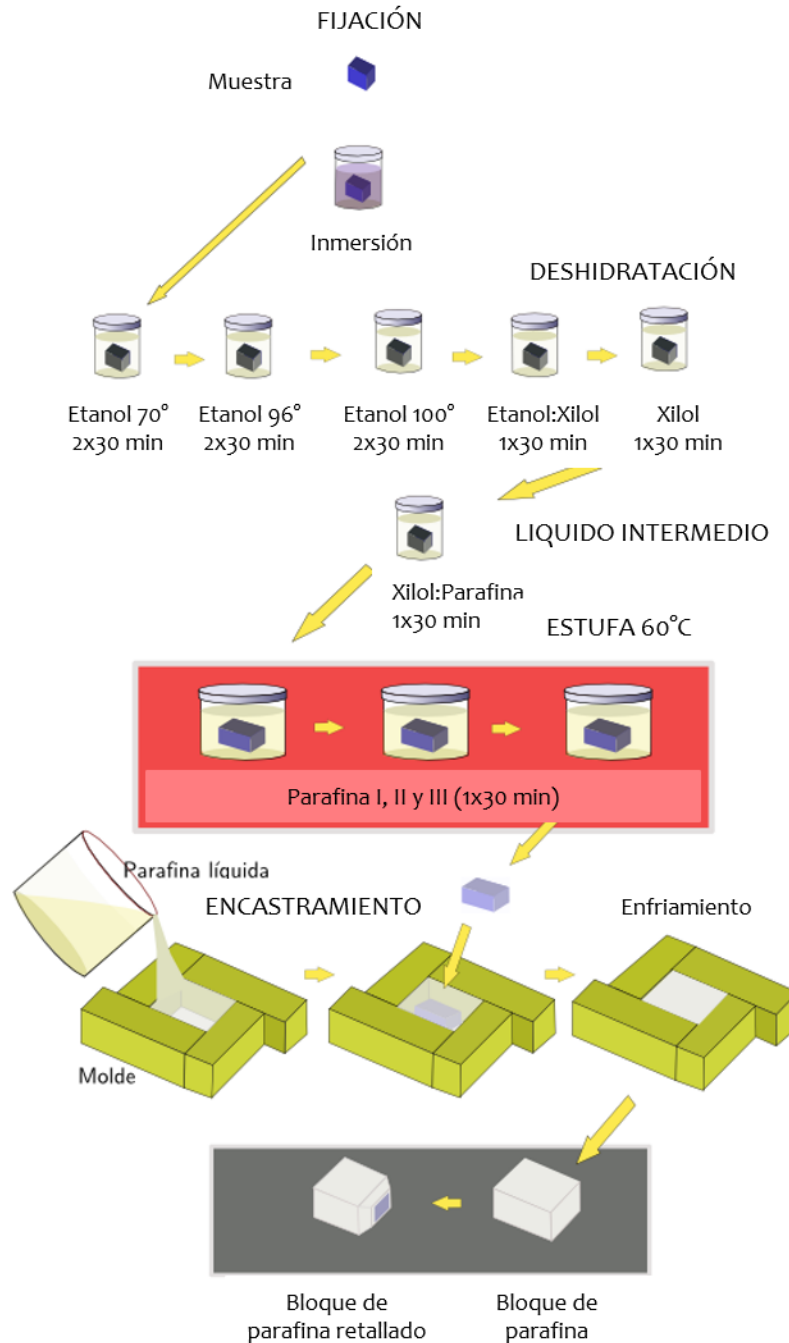 FIJACIÓN
Muestra
Inmersión
DESHIDRATACIÓN
Etanol 70°
2x30 min
Etanol 96°
2x30 min
Etanol 100°
2x30 min
Etanol:Xilol
1x30 min
Xilol
1x30 min
LIQUIDO INTERMEDIO
Xilol:Parafina
1x30 min
ESTUFA 60°C
Parafina I, II y III (1x30 min)
Parafina líquida
ENCASTRAMIENTO
Enfriamiento
Molde
Bloque de
parafina retallado
Bloque de
parafina